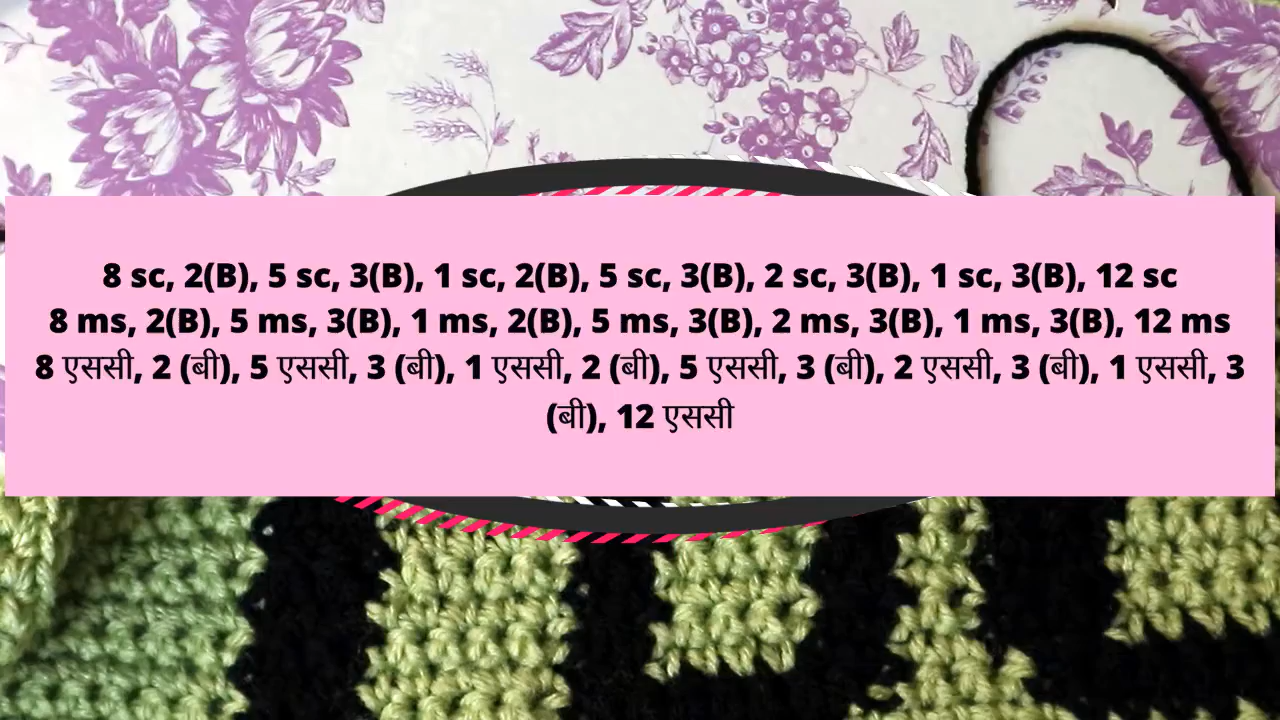 8 sc, 2(B), 5 sc, 3(B), 1 sc, 2(B), 5 sc, 3(B), 2 sc, 3(B), 1 sc, 3(B), 12 sc
8 ms, 2(B), 5 ms, 3(B), 1 ms, 2(B), 5 ms, 3(B), 2 ms, 3(B), 1 ms, 3(B), 12 ms
8 एससी, 2 (बी), 5 एससी, 3 (बी), 1 एससी, 2 (बी), 5 एससी, 3 (बी), 2 एससी, 3 (बी), 1 एससी, 3
(बी), 12 एससी